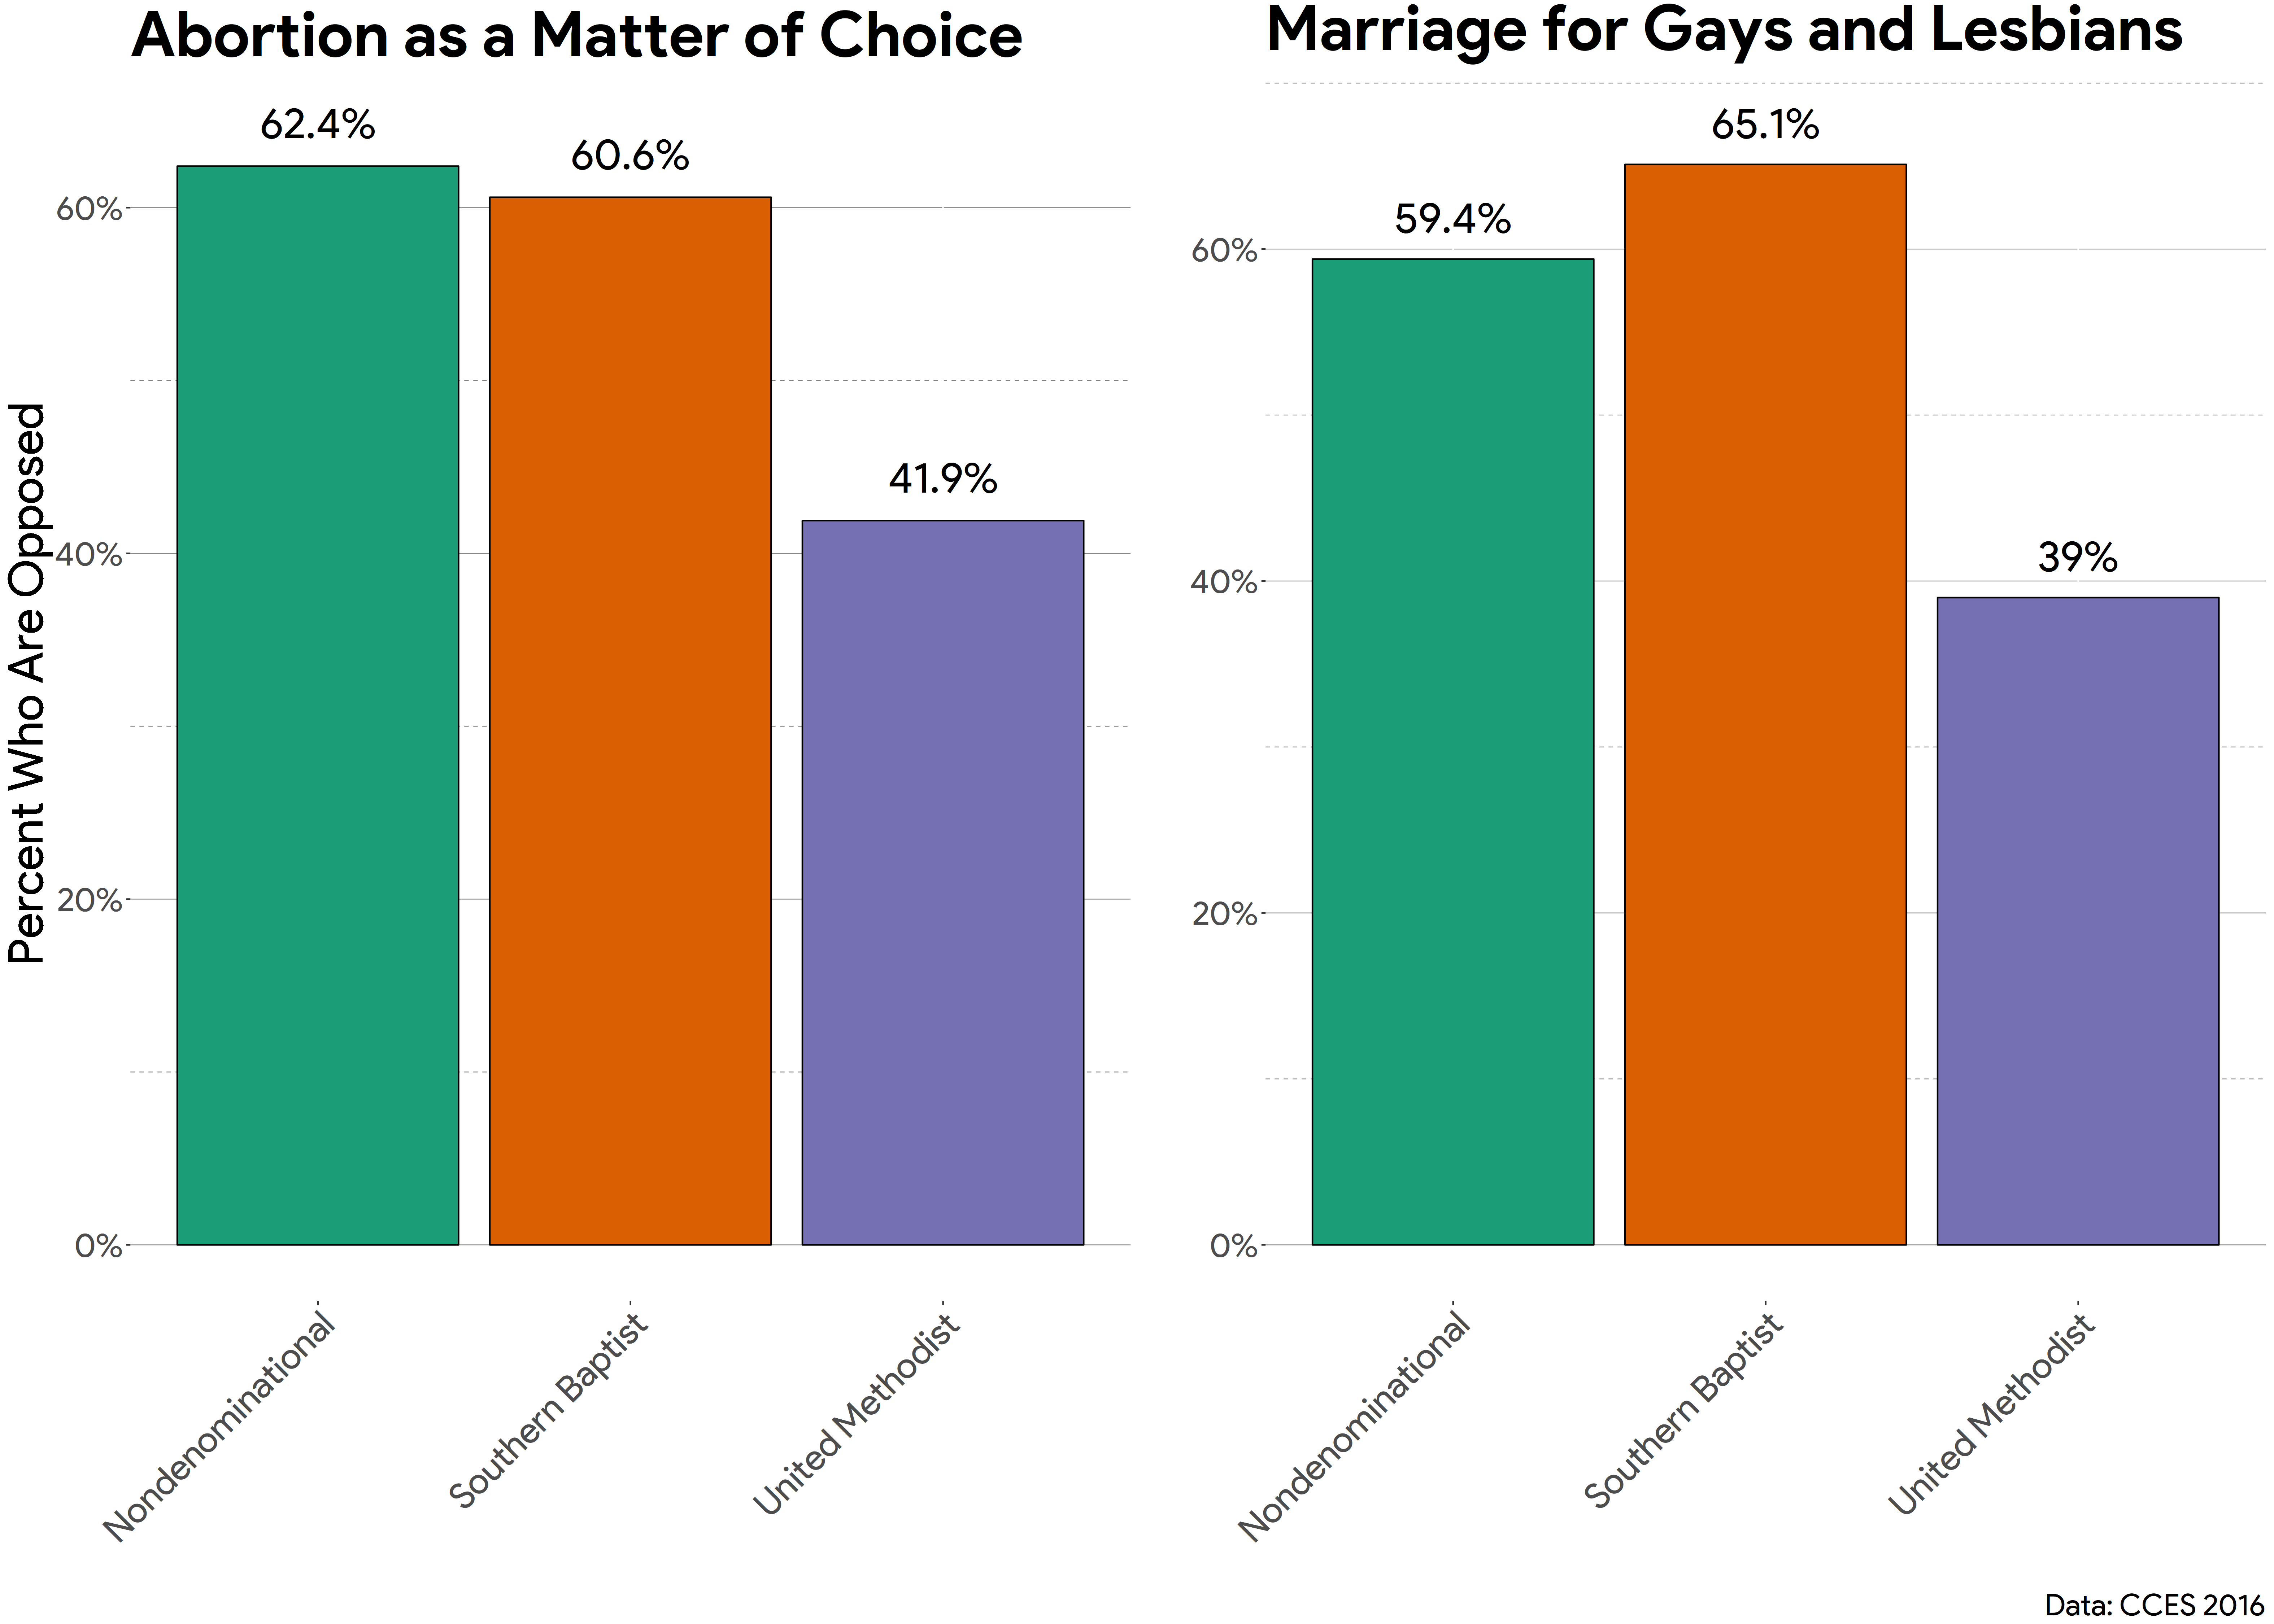 Abortion as a Matter of Choice
Percent Who Are Opposed
62.4%
60.6%
41.9%
60%
40%
20%
0%
Nondenominational
Southern Baptist
United Methodist
Marriage for Gays and Lesbians
59.4%
65.1%
39%
60%
40%
20%
0%
Nondenominational
Southern Baptist
United Methodist
Data: CCES 2016